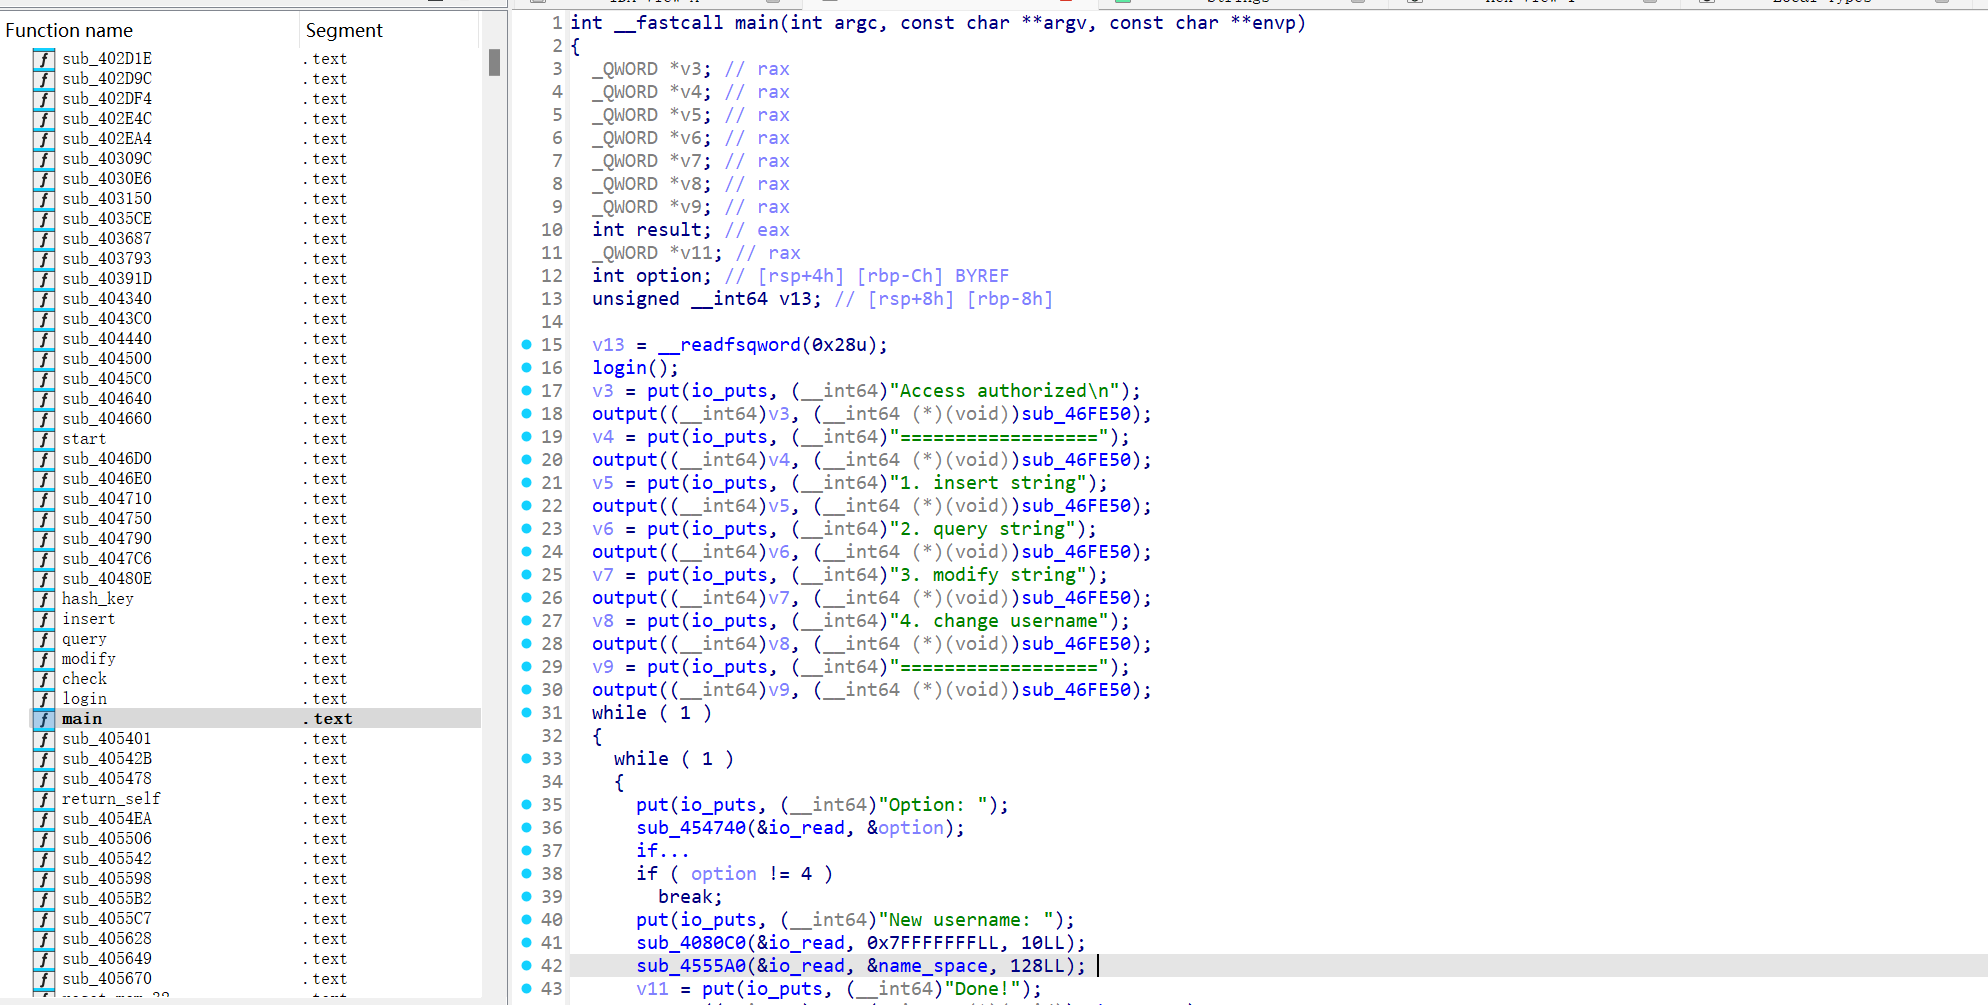 Function name Segment
sub_402D1E .text
sub_402D9C .text
sub_402DF4 .text
sub_402E4C .text
sub_402EA4 .text
sub_40309C .text
sub_4030E6 .text
sub_403150 .text
sub_4035CE .text
sub_403687 .text
sub_403793 .text
sub_40391D .text
sub_404340 .text
sub_4043C0 .text
sub_404440 .text
sub_404500 .text
sub_4045C0 .text
sub_404640 .text
sub_404660 .text
start .text
sub_4046D0 .text
sub_4046E0 .text
sub_404710 .text
sub_404750 .text
sub_404790 .text
sub_4047C6 .text
sub_40480E .text
hash_key .text
insert .text
query .text
modify .text
check .text
login .text
main .text
sub_405401 .text
sub_40542B .text
sub_405478 .text
return_self .text
sub_4054EA .text
sub_405506 .text
sub_405542 .text
sub_405598 .text
sub_4055B2 .text
sub_4055C7 .text
sub_405628 .text
sub_405649 .text
sub_405670 .text
1 int __fastcall main(int argc, const char **argv, const char **envp)
2 {
3 _QWORD *v3; // rax
4 _QWORD *v4; // rax
5 _QWORD *v5; // rax
6 _QWORD *v6; // rax
7 _QWORD *v7; // rax
8 _QWORD *v8; // rax
9 _QWORD *v9; // rax
10 int result; // eax
11 _QWORD *v11; // rax
12 int option; // [rsp+4h] [rbp-Ch] BYREF
13 unsigned __int64 v13; // [rsp+8h] [rbp-8h]
14
15 v13 = __readfsqword(0x28u);
16 login();
17 v3 = put(io_puts, (__int64)"Access authorized\n");
18 output((__int64)v3, (__int64 (*)(void))sub_46FE50);
19 v4 = put(io_puts, (__int64)"==================");
20 output((__int64)v4, (__int64 (*)(void))sub_46FE50);
21 v5 = put(io_puts, (__int64)"1. insert string");
22 output((__int64)v5, (__int64 (*)(void))sub_46FE50);
23 v6 = put(io_puts, (__int64)"2. query string");
24 output((__int64)v6, (__int64 (*)(void))sub_46FE50);
25 v7 = put(io_puts, (__int64)"3. modify string");
26 output((__int64)v7, (__int64 (*)(void))sub_46FE50);
27 v8 = put(io_puts, (__int64)"4. change username");
28 output((__int64)v8, (__int64 (*)(void))sub_46FE50);
29 v9 = put(io_puts, (__int64)"==================");
30 output((__int64)v9, (__int64 (*)(void))sub_46FE50);
31 while ( 1 )
32 {
33 while ( 1 )
34 {
35 put(io_puts, (__int64)"Option: ");
36 sub_454740(&io_read, &option);
37 if...
38 if ( option != 4 )
39 break;
40 put(io_puts, (__int64)"New username: ");
41 sub_4080C0(&io_read, 0x7FFFFFFFLL, 10LL);
42 sub_4555A0(&io_read, &name_space, 128LL);
43 v11 = put(io_puts, (__int64)"Done!");